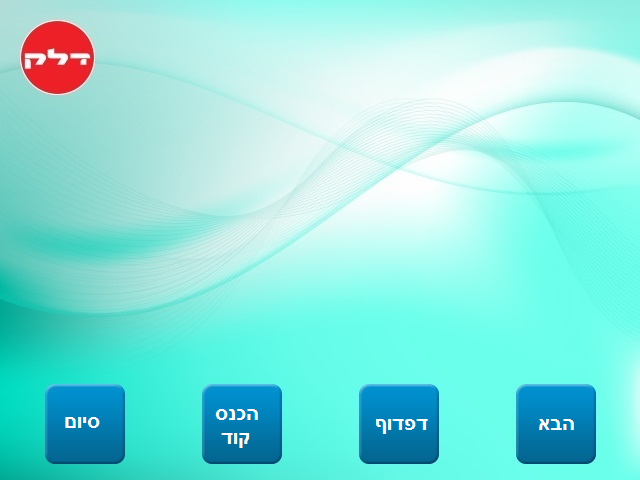 דלק
הבא
דפדוף
הכנס
קוד
סיום